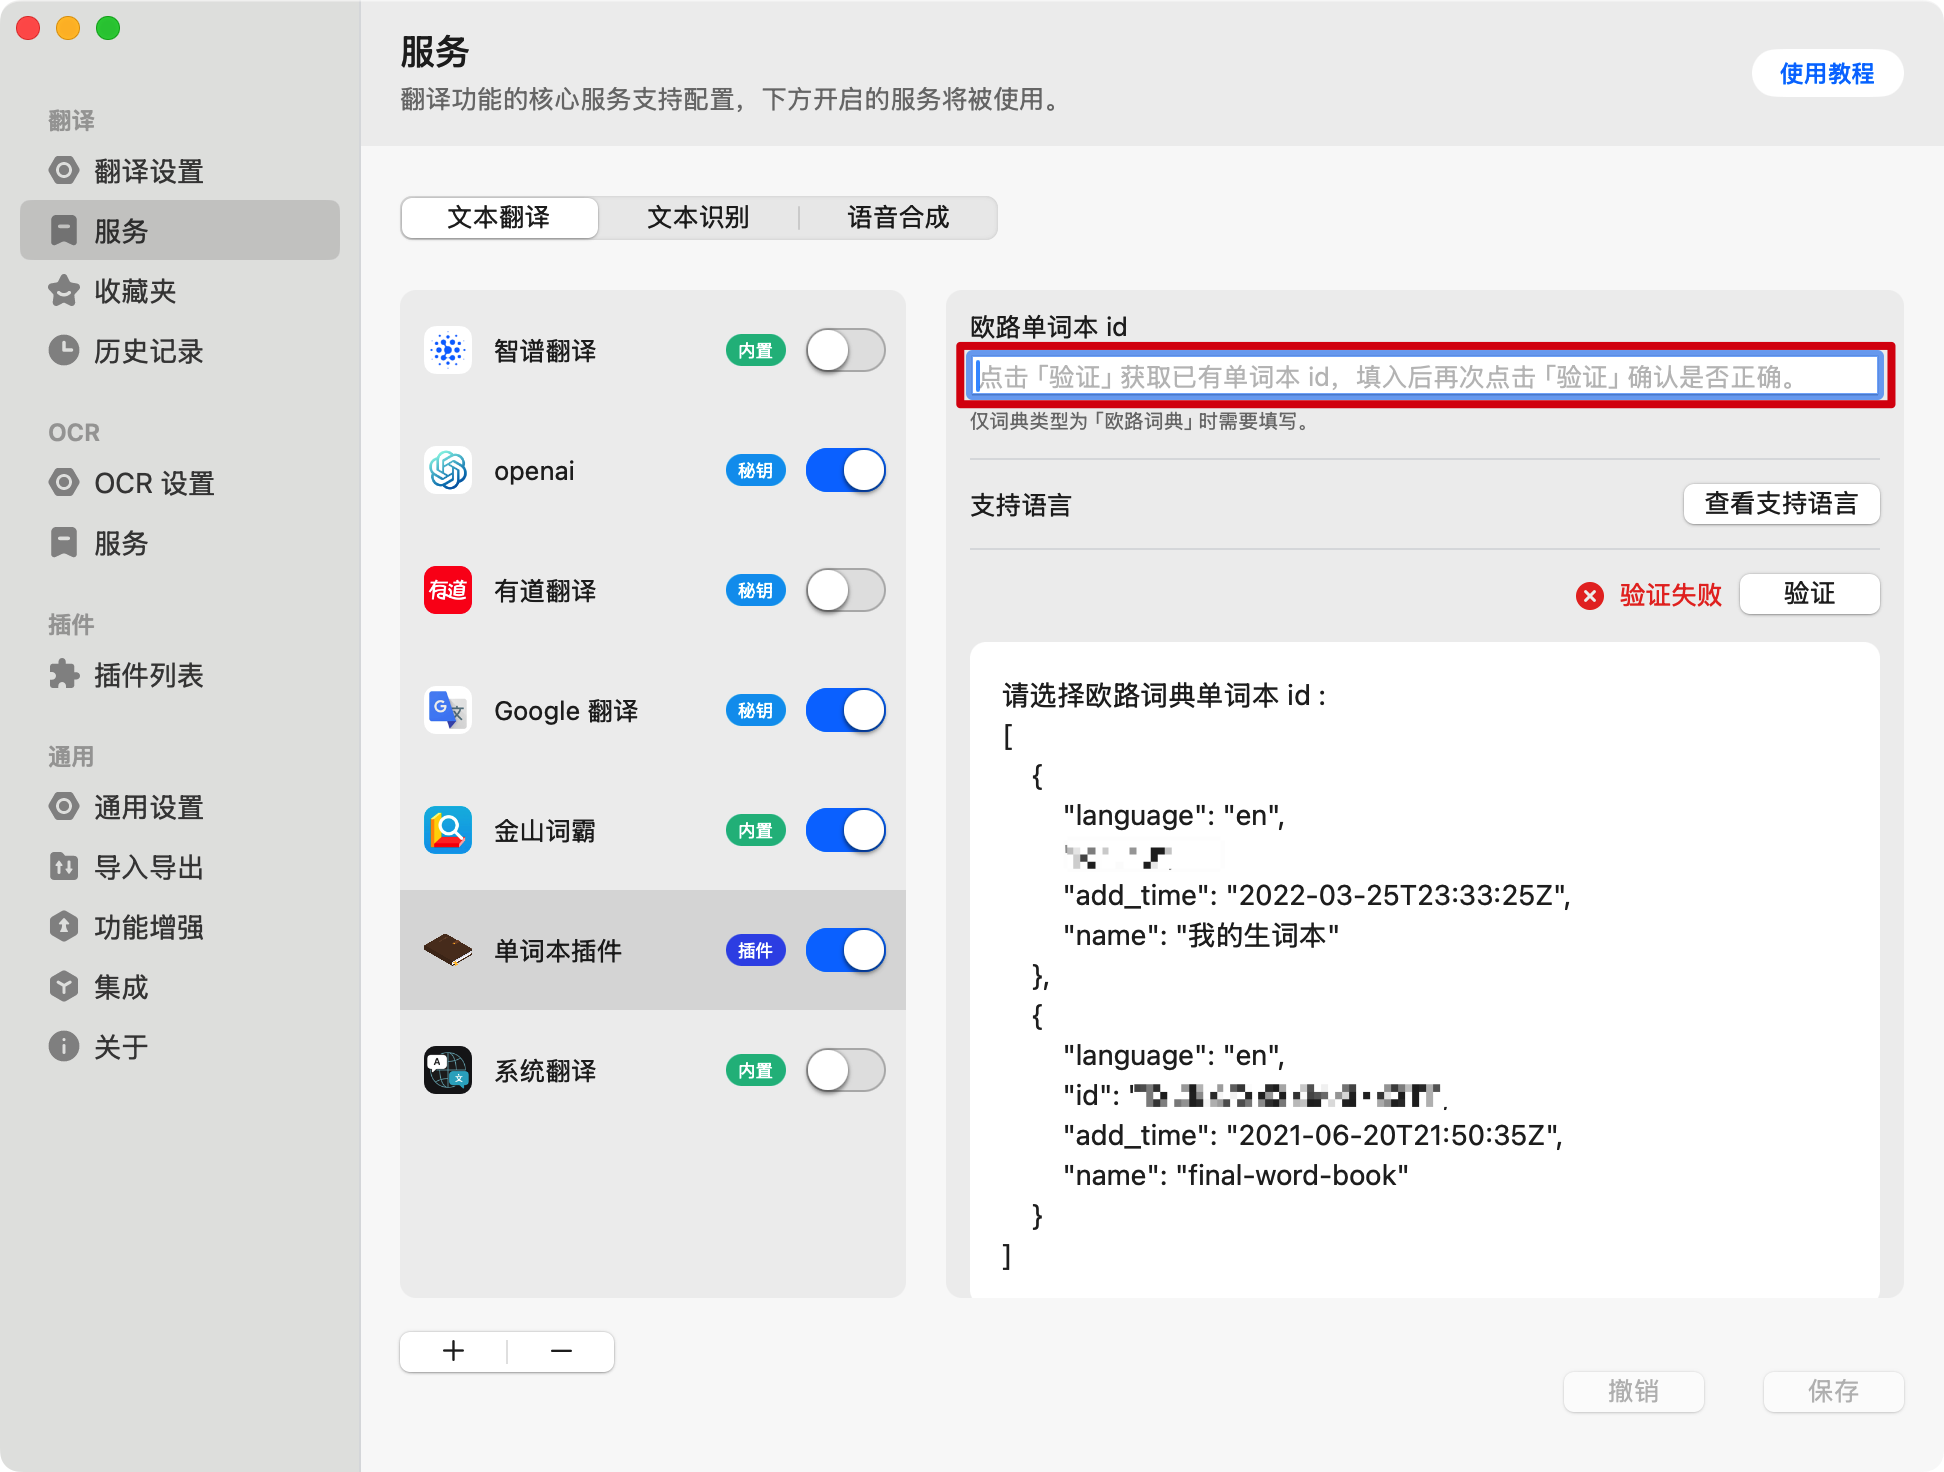 服务
翻译功能的核心服务支持配置，下方开启的服务将被使用。
使用教程
翻译
翻译设置
服务
收藏夹
历史记录
OCR
OCR 设置
服务
插件
插件列表
通用
通用设置
导入导出
功能增强
集成
关于
文本翻译
文本识别
语音合成
智谱翻译
内置
openai
秘钥
有道
有道翻译
秘钥
Google 翻译
秘钥
金山词霸
内置
单词本插件
插件
系统翻译
内置
欧路单词本 id
点击「验证」获取已有单词本 id，填入后再次点击「验证」确认是否正确。
仅词典类型为「欧路词典」时需要填写。
支持语言
查看支持语言
验证失败
验证
请选择欧路词典单词本 id :
[
{
"language": "en",
"add_time": "2022-03-25T23:33:25Z",
"name": "我的生词本"
},
{
"language": "en",
"id": "
"add_time": "2021-06-20T21:50:35Z",
"name": "final-word-book"
}
]
撤销
保存